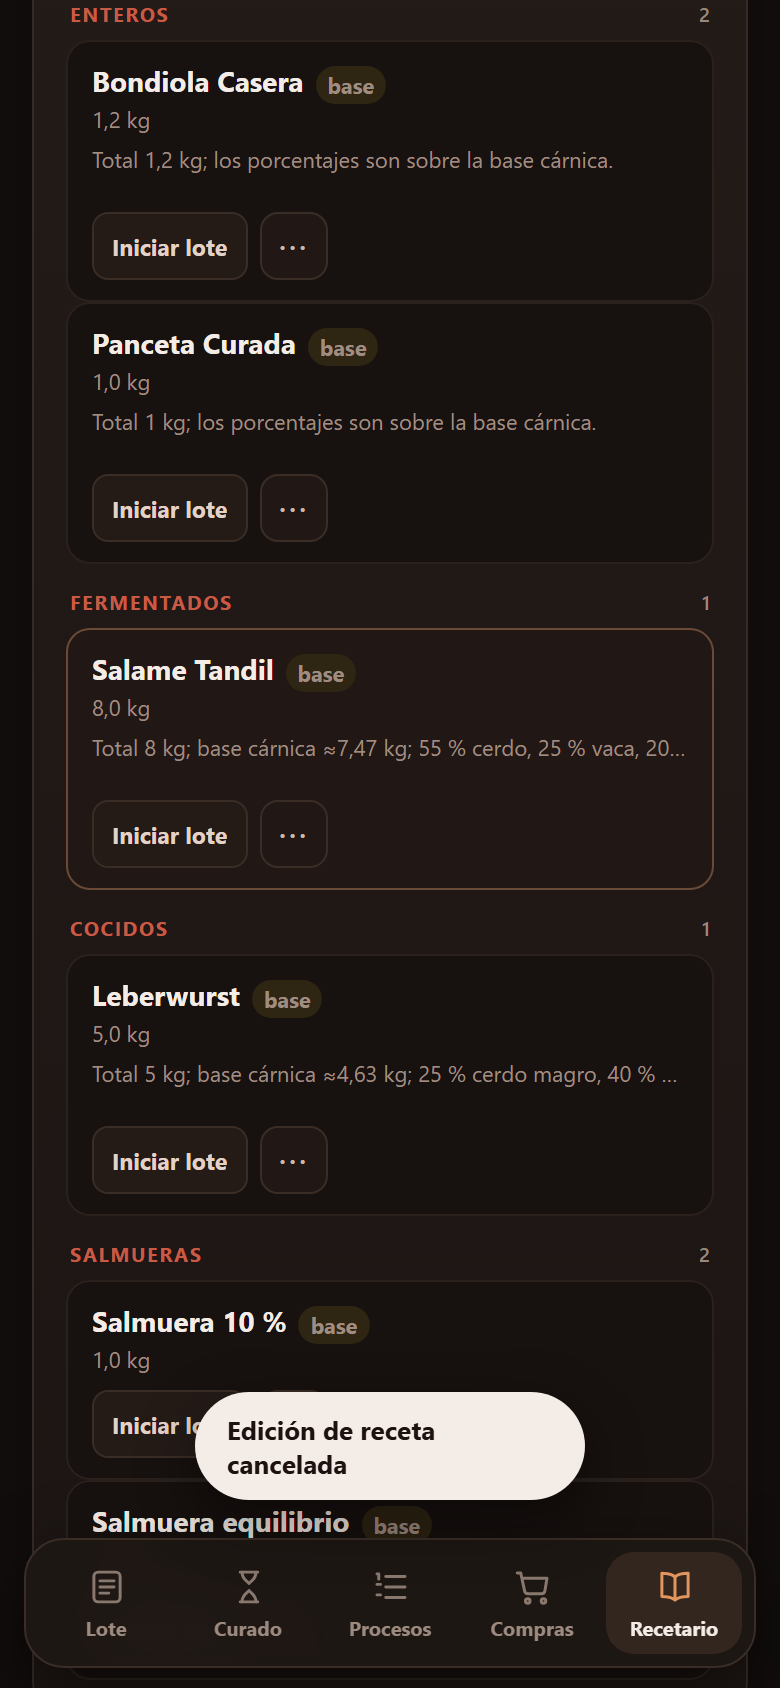 ENTEROS 2
Bondiola Casera base
1,2 kg
Total 1,2 kg; los porcentajes son sobre la base cárnica.
Iniciar lote ...
Panceta Curada base
1,0 kg
Total 1 kg; los porcentajes son sobre la base cárnica.
Iniciar lote ...
FERMENTADOS 1
Salame Tandil base
8,0 kg
Total 8 kg; base cárnica ≈7,47 kg; 55 % cerdo, 25 % vaca, 20...
Iniciar lote ...
COCIDOS 1
Leberwurst base
5,0 kg
Total 5 kg; base cárnica ≈4,63 kg; 25 % cerdo magro, 40 % ...
Iniciar lote ...
SALMUERAS 2
Salmuera 10 % base
1,0 kg
Iniciar
Edición de receta
cancelada
Salmuera equilibrio base
Lote Curado Procesos Compras Recetario